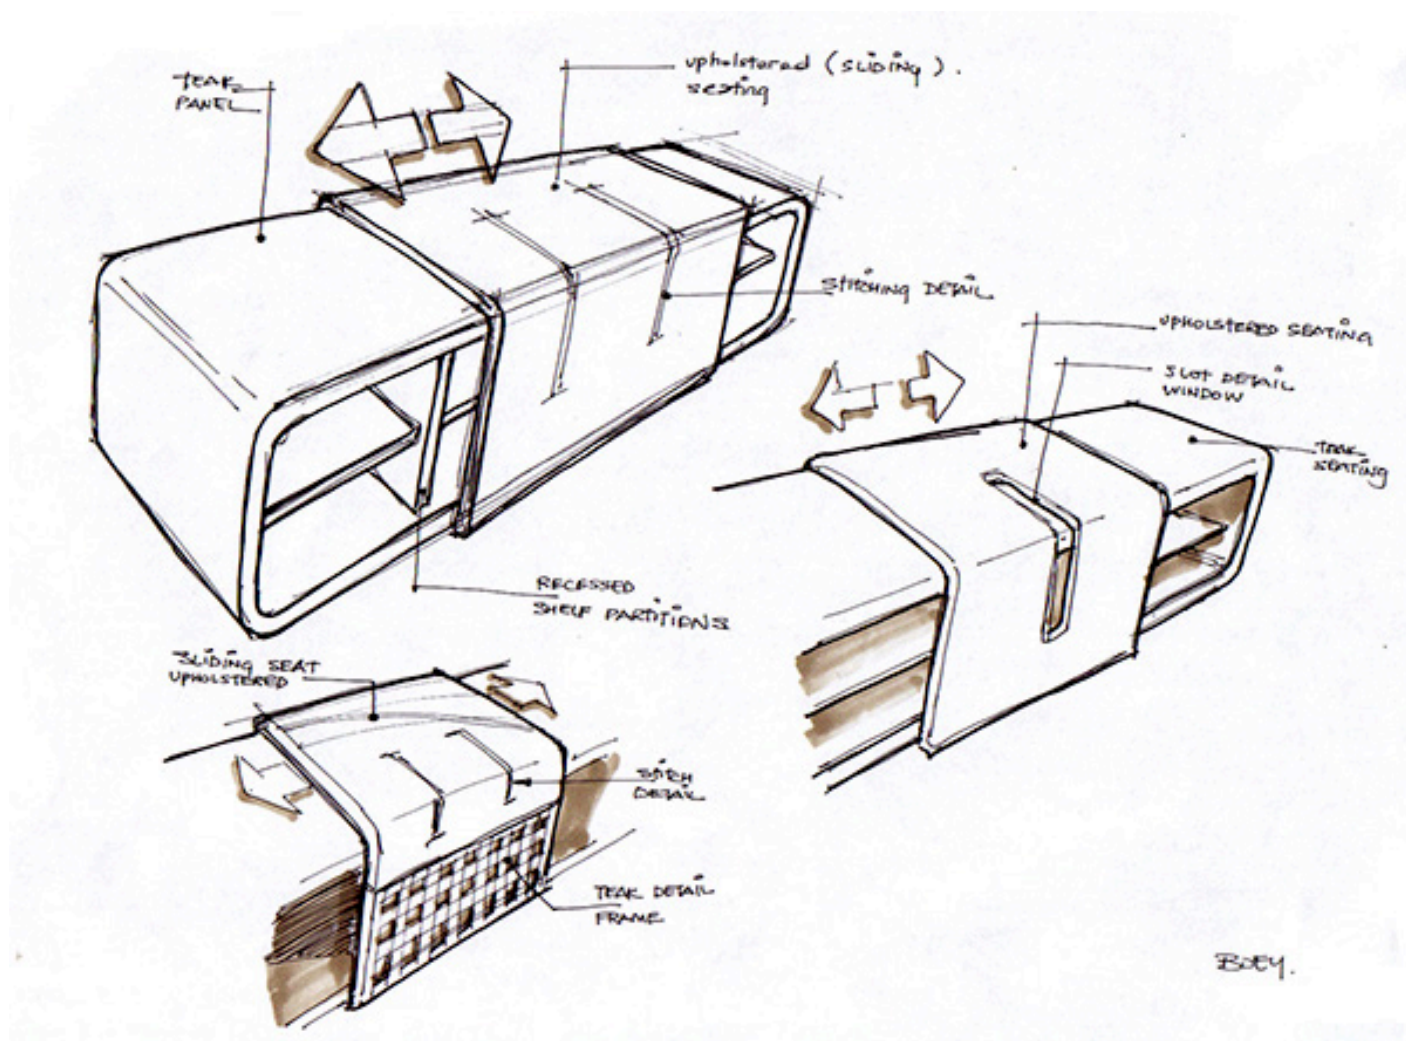 TEAK
PANEL
upholstered (SLIDING).
seating
STITCHING DETAIL
UPHOLSTERED SEATING
SLOT DETAIL
WINDOW
TEAK
SEATING
RECESSED
SHELF PARTITIONS
SLIDING SEAT
UPHOLSTERED
STITCH
DETAIL
TEAK DETAIL
FRAME
BOEY.